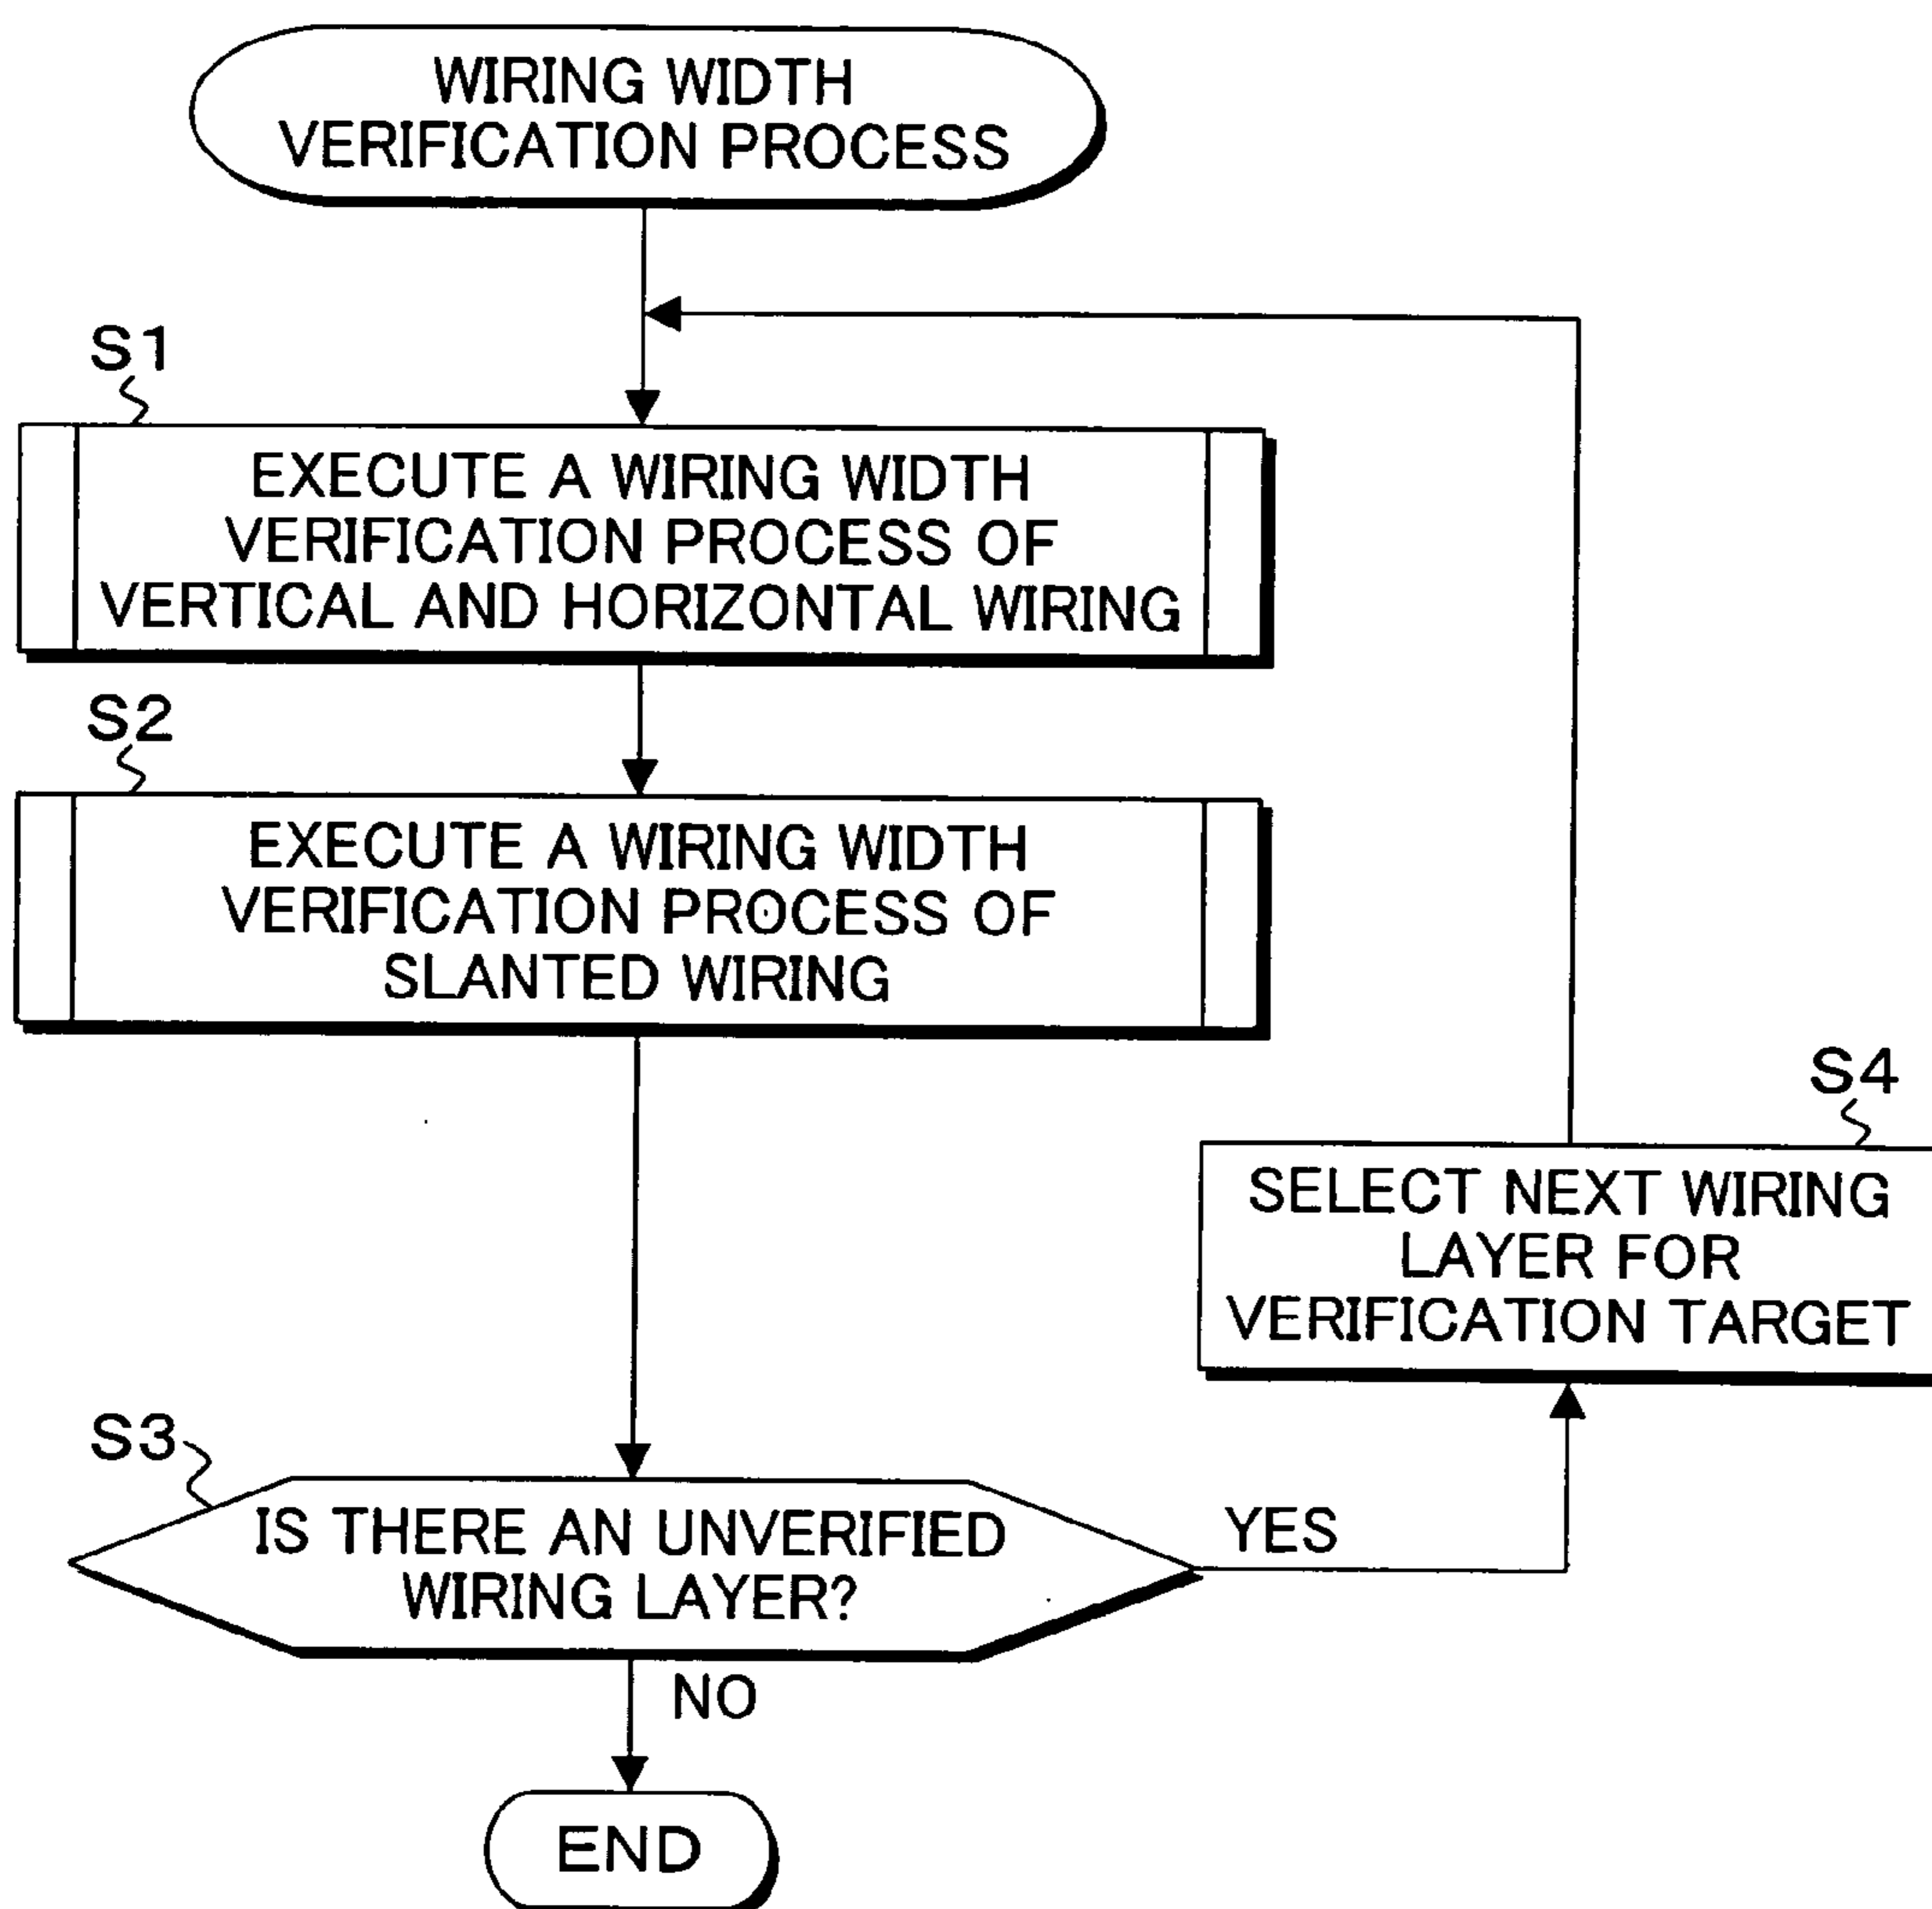 WIRING WIDTH
VERIFICATION PROCESS
S1
EXECUTE A WIRING WIDTH
VERIFICATION PROCESS OF
VERTICAL AND HORIZONTAL WIRING
S2
EXECUTE A WIRING WIDTH
VERIFICATION PROCESS OF
SLANTED WIRING
S4
SELECT NEXT WIRING
LAYER FOR
VERIFICATION TARGET
S3
IS THERE AN UNVERIFIED
WIRING LAYER?
YES
NO
END